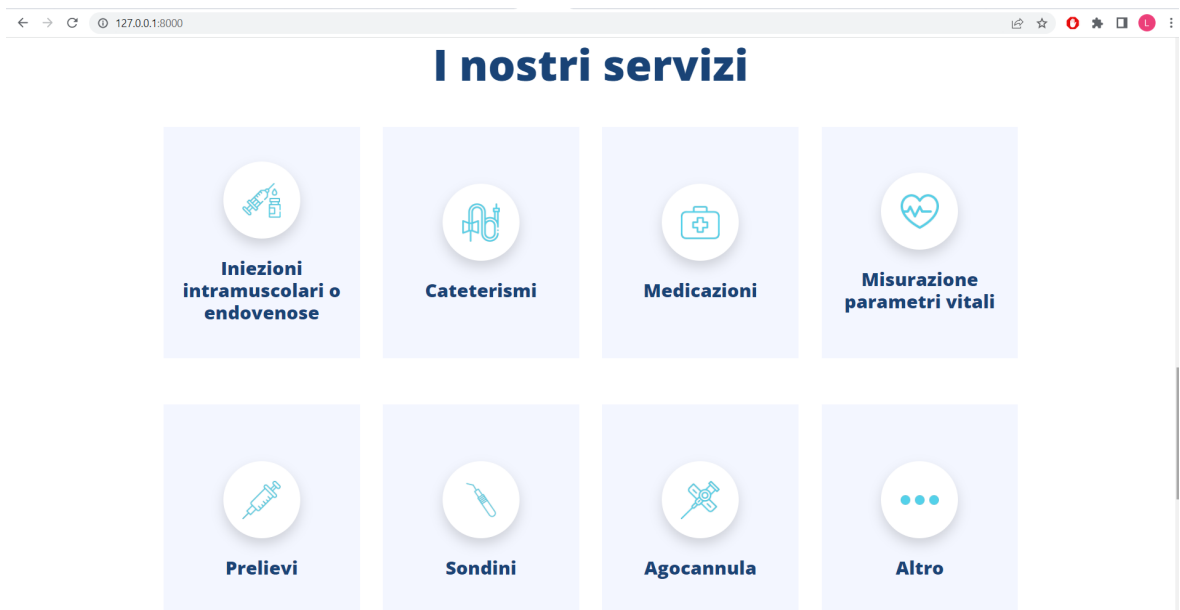 127.0.0.1:8000
L
I nostri servizi
Iniezioni
intramuscolari o
endovenose
Cateterismi
Medicazioni
Misurazione
parametri vitali
Prelievi
Sondini
Agocannula
Altro